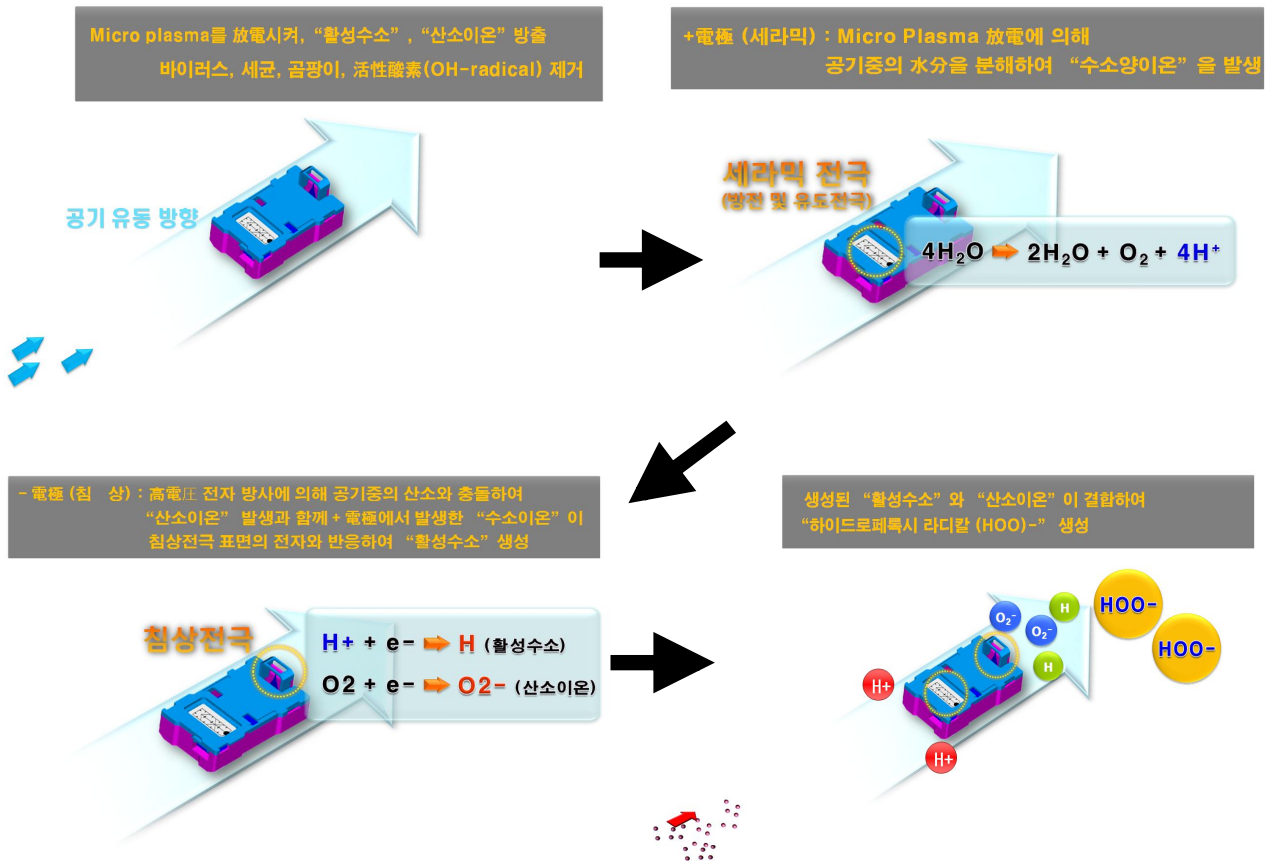 Micro plasma를 放電시켜, “활성수소”, “산소이온” 방출
바이러스, 세균, 곰팡이, 活性酸素(OH-radical) 제거
공기 유동 방향
+電極 (세라믹) : Micro Plasma 放電에 의해
공기중의 水分을 분해하여 “수소양이온” 을 발생
세라믹 전극
(방전 및 유도전극)
4H₂O 2H₂O + O₂ + 4H⁺
- 電極 (침 상) : 高電圧 전자 방사에 의해 공기중의 산소와 충돌하여
“산소이온” 발생과 함께 + 電極에서 발생한 “수소이온” 이
침상전극 표면의 전자와 반응하여 “활성수소” 생성
침상전극
H+ + e- H (활성수소)
O2 + e- O2- (산소이온)
생성된 “활성수소” 와 “산소이온” 이 결합하여
“하이드로페록시 라디칼 (HOO)-” 생성
O₂⁻
H
HOO-
O₂⁻
HOO-
H
H+
H+